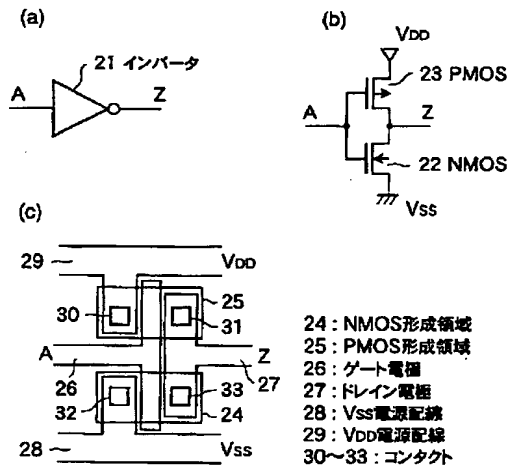 (a)
21 インバータ
A
Z
(b)
VDD
23 PMOS
A
Z
22 NMOS
VSS
(c)
29
VDD
30
31
25
A
Z
26
27
32
33
24
28
VSS
24 : NMOS形成領域
25 : PMOS形成領域
26 : ゲート電極
27 : ドレイン電極
28 : VSS電源配線
29 : VDD電源配線
30~33 : コンタクト